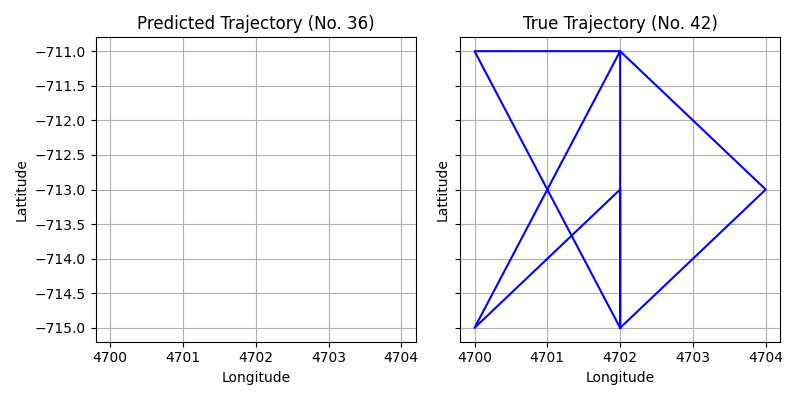 Predicted Trajectory (No. 36)
True Trajectory (No. 42)
−711.0
−711.5
−712.0
−712.5
−713.0
−713.5
−714.0
−714.5
−715.0
Lattitude
Lattitude
4700 4701 4702 4703 4704
4700 4701 4702 4703 4704
Longitude
Longitude